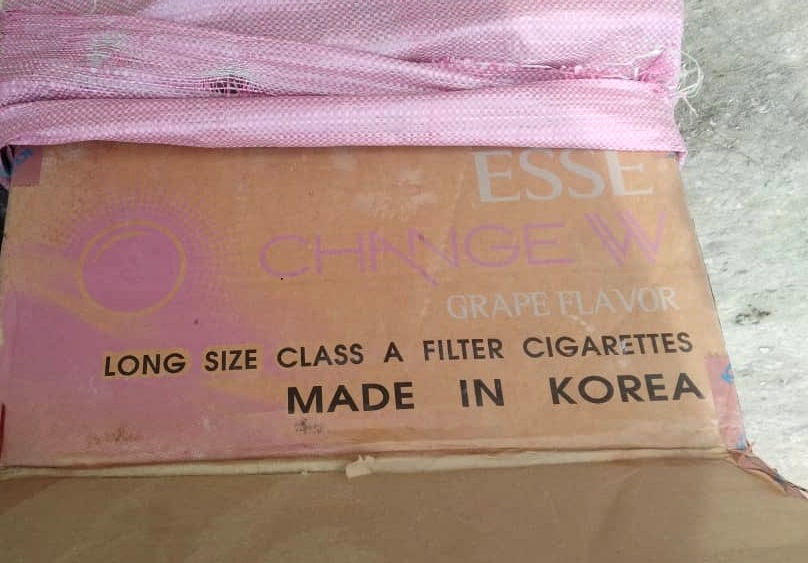 ESSE
CHANGE W
GRAPE FLAVOR
LONG SIZE CLASS A FILTER CIGARETTES
MADE IN KOREA